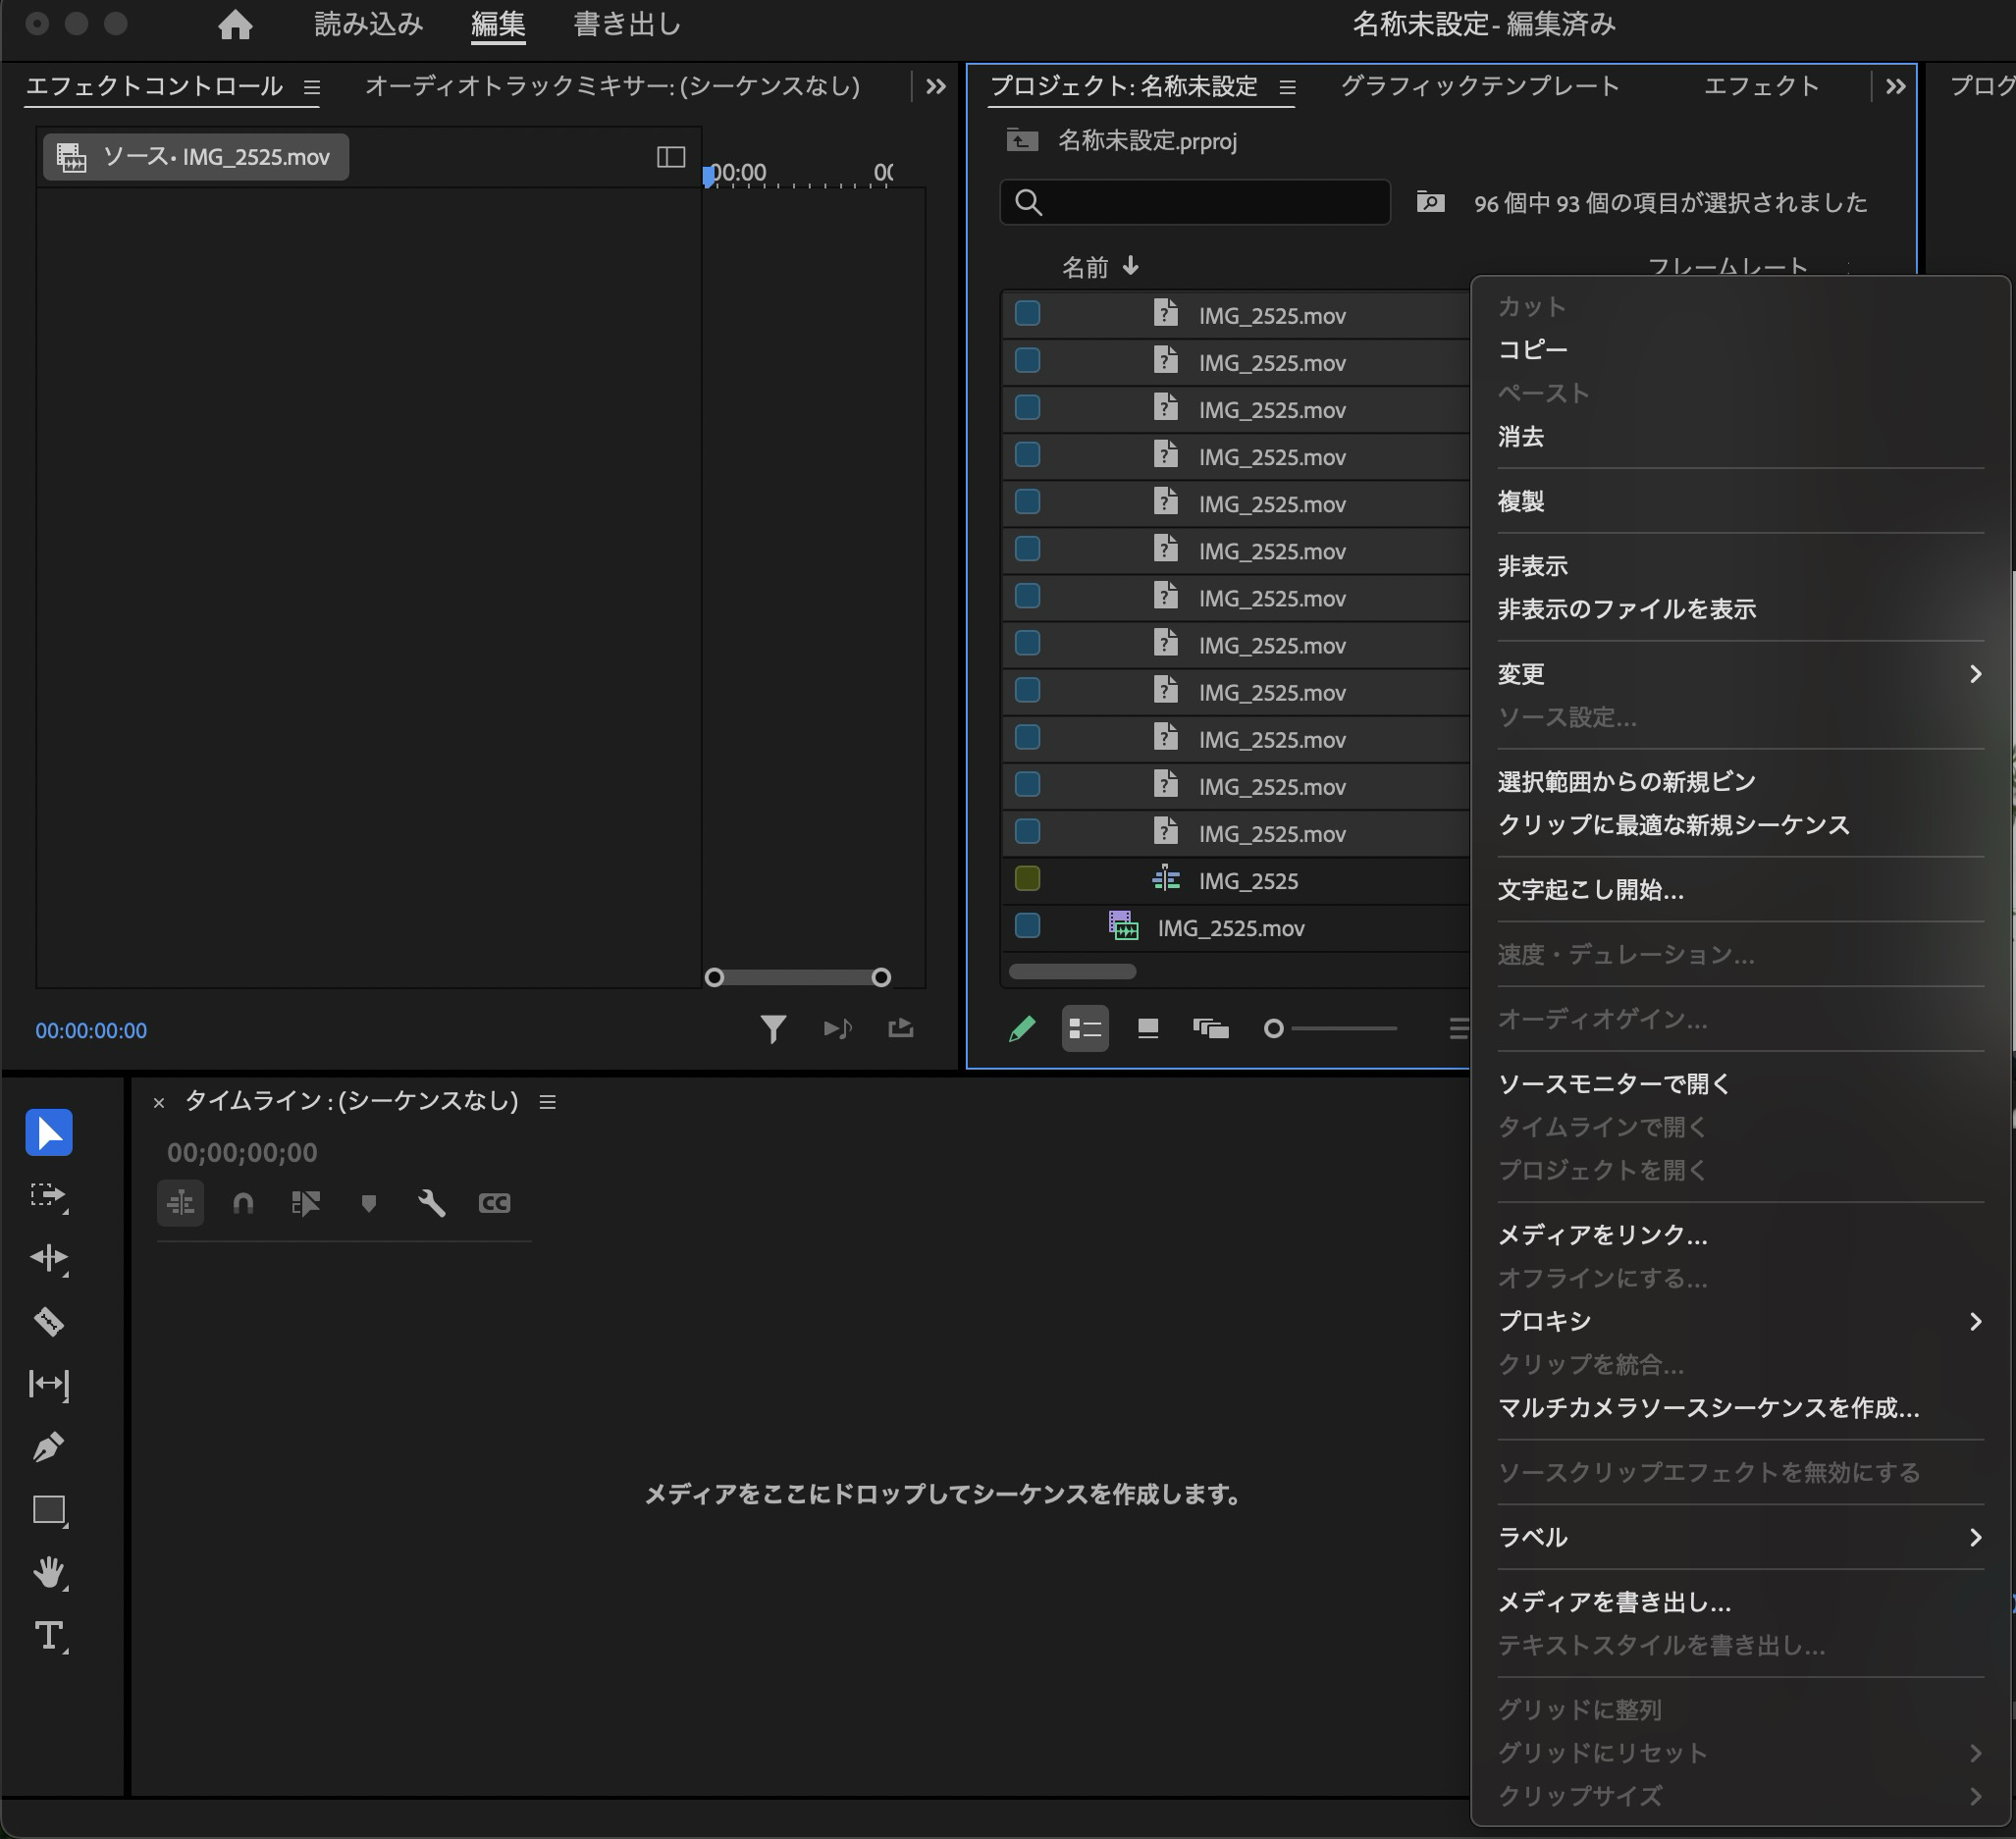 読み込み
編集
書き出し
名称未設定 - 編集済み
エフェクトコントロール
オーディオトラックミキサー: (シーケンスなし)
ソース・IMG_2525.mov
00:00
00:00:00:00
プロジェクト: 名称未設定
グラフィックテンプレート
エフェクト
名称未設定.prproj
96 個中 93 個の項目が選択されました
名前
フレームレート
IMG_2525.mov
IMG_2525.mov
IMG_2525.mov
IMG_2525.mov
IMG_2525.mov
IMG_2525.mov
IMG_2525.mov
IMG_2525.mov
IMG_2525.mov
IMG_2525.mov
IMG_2525.mov
IMG_2525.mov
IMG_2525
IMG_2525.mov
カット
コピー
ペースト
消去
複製
非表示
非表示のファイルを表示
変更
ソース設定...
選択範囲からの新規ビン
クリップに最適な新規シーケンス
文字起こし開始...
速度・デュレーション...
オーディオゲイン...
ソースモニターで開く
タイムラインで開く
プロジェクトを開く
メディアをリンク...
オフラインにする...
プロキシ
クリップを統合...
マルチカメラソースシーケンスを作成...
ソースクリップエフェクトを無効にする
ラベル
メディアを書き出し...
テキストスタイルを書き出し...
グリッドに整列
グリッドにリセット
クリップサイズ
タイムライン : (シーケンスなし)
00;00;00;00
CC
メディアをここにドロップしてシーケンスを作成します。